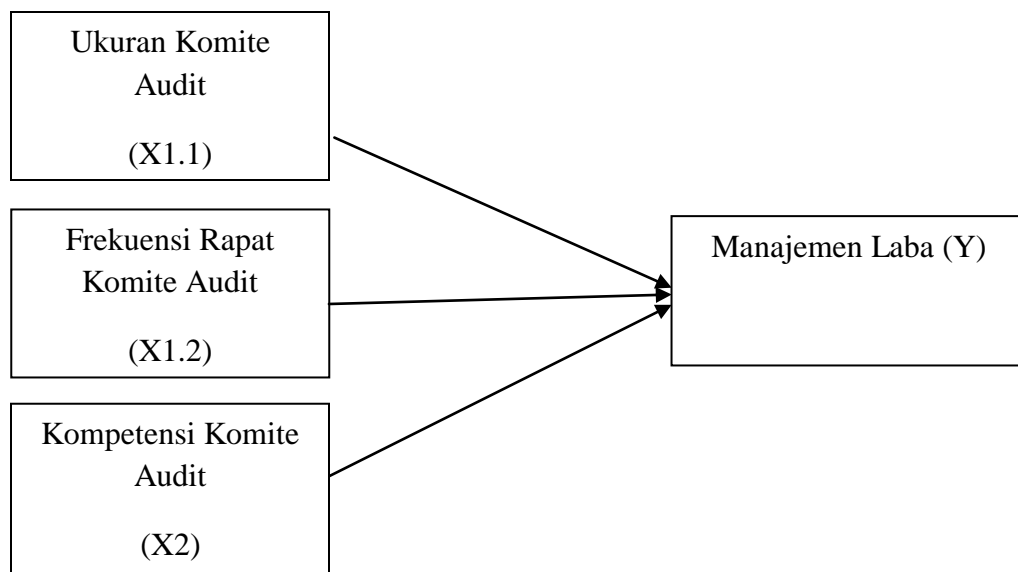 Ukuran Komite
Audit
(X1.1)
Frekuensi Rapat
Komite Audit
(X1.2)
Kompetensi Komite
Audit
(X2)
Manajemen Laba (Y)